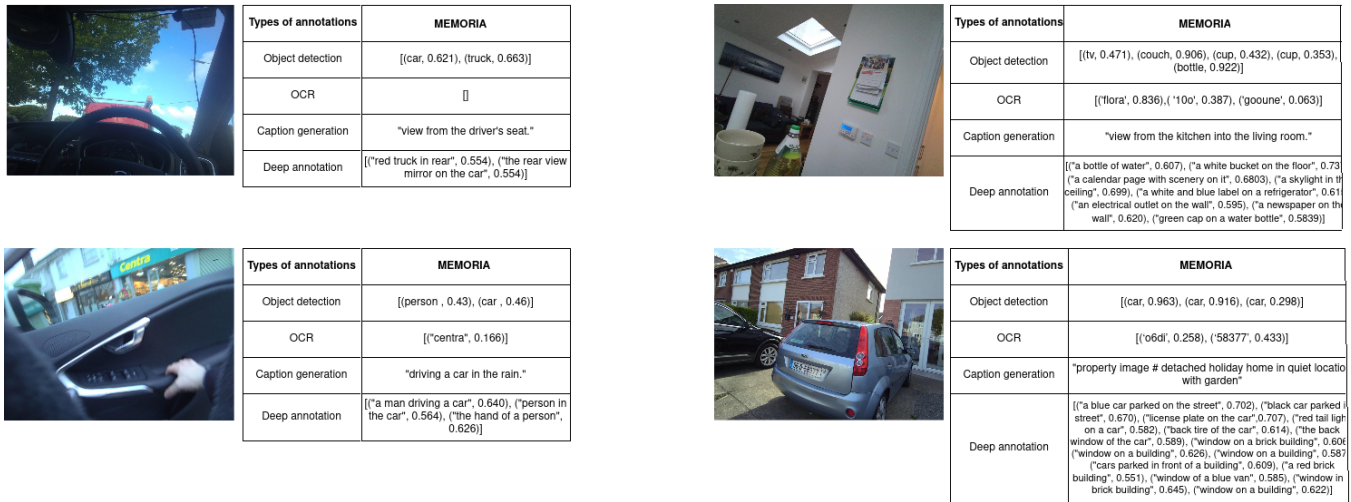 Types of annotations MEMORIA
Object detection [(car, 0.621), (truck, 0.663)]
OCR []
Caption generation "view from the driver's seat."
Deep annotation [("red truck in rear", 0.554), ("the rear view
mirror on the car", 0.554)]
Types of annotations MEMORIA
Object detection [(tv, 0.471), (couch, 0.906), (cup, 0.432), (cup, 0.353),
(bottle, 0.922)]
OCR [('flora', 0.836),( '10o', 0.387), ('gooune', 0.063)]
Caption generation "view from the kitchen into the living room."
Deep annotation [("a bottle of water", 0.607), ("a white bucket on the floor", 0.73
("a calendar page with scenery on it", 0.6803), ("a skylight in th
ceiling", 0.699), ("a white and blue label on a refrigerator", 0.61
("an electrical outlet on the wall", 0.595), ("a newspaper on the
wall", 0.620), ("green cap on a water bottle", 0.5839)]
Centra
Types of annotations MEMORIA
Object detection [(person , 0.43), (car , 0.46)]
OCR [("centra", 0.166)]
Caption generation "driving a car in the rain."
Deep annotation [("a man driving a car", 0.640), ("person in
the car", 0.564), ("the hand of a person",
0.626)]
Types of annotations MEMORIA
Object detection [(car, 0.963), (car, 0.916), (car, 0.298)]
OCR [('o6di', 0.258), ('58377', 0.433)]
Caption generation "property image # detached holiday home in quiet locatio
with garden"
Deep annotation [("a blue car parked on the street", 0.702), ("black car parked i
street", 0.670), ("license plate on the car",0.707), ("red tail ligh
on a car", 0.582), ("back tire of the car", 0.614), ("the back
window of the car", 0.589), ("window on a brick building", 0.606
("window on a building", 0.626), ("window on a building", 0.587
("cars parked in front of a building", 0.609), ("a red brick
building", 0.551), ("window of a blue van", 0.585), ("window in
brick building", 0.645), ("window on a building", 0.622)]